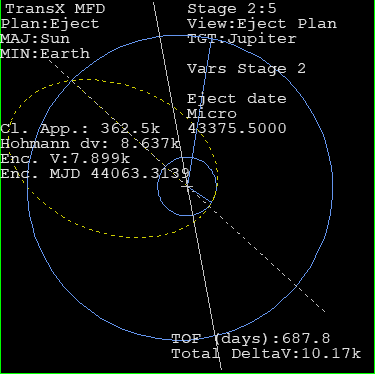 TransX MFD
Stage 2:5
Plan:Eject
View:Eject Plan
MAJ:Sun
TGT:Jupiter
MIN:Earth
Vars Stage 2
Eject date
Micro
43375.5000
Cl. App.: 362.5k
Hohmann dv: 8.637k
Enc. V:7.899k
Enc. MJD 44063.3139
TOF (days):687.8
Total DeltaV:10.17k